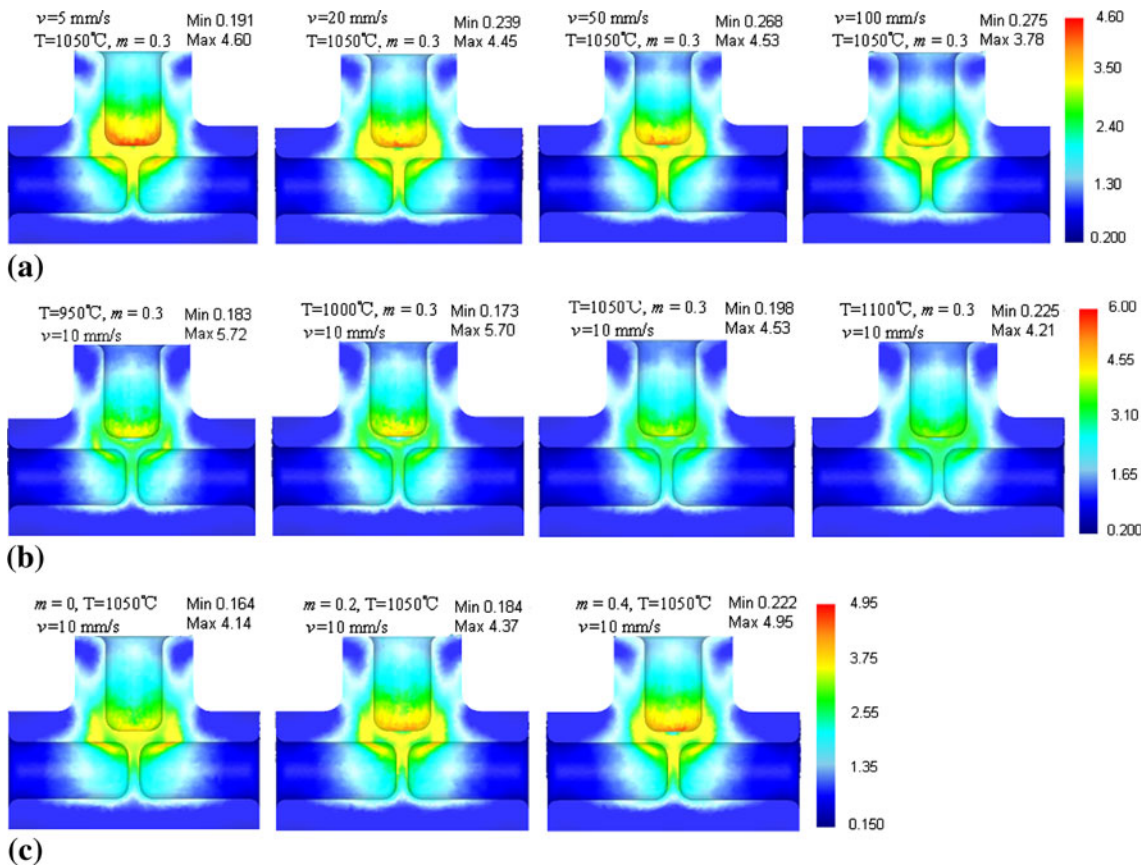 ν=5 mm/s Min 0.191
T=1050℃, m = 0.3 Max 4.60
ν=20 mm/s Min 0.239
T=1050℃, m = 0.3 Max 4.45
ν=50 mm/s Min 0.268
T=1050℃, m = 0.3 Max 4.53
ν=100 mm/s Min 0.275
T=1050℃, m = 0.3 Max 3.78
4.60
3.50
2.40
1.30
0.200
(a)
T=950℃, m = 0.3 Min 0.183
ν=10 mm/s Max 5.72
T=1000℃, m = 0.3 Min 0.173
ν=10 mm/s Max 5.70
T=1050℃, m = 0.3 Min 0.198
ν=10 mm/s Max 4.53
T=1100℃, m = 0.3 Min 0.225
ν=10 mm/s Max 4.21
6.00
4.55
3.10
1.65
0.200
(b)
m = 0, T=1050℃ Min 0.164
ν=10 mm/s Max 4.14
m = 0.2, T=1050℃ Min 0.184
ν=10 mm/s Max 4.37
m = 0.4, T=1050℃ Min 0.222
ν=10 mm/s Max 4.95
4.95
3.75
2.55
1.35
0.150
(c)